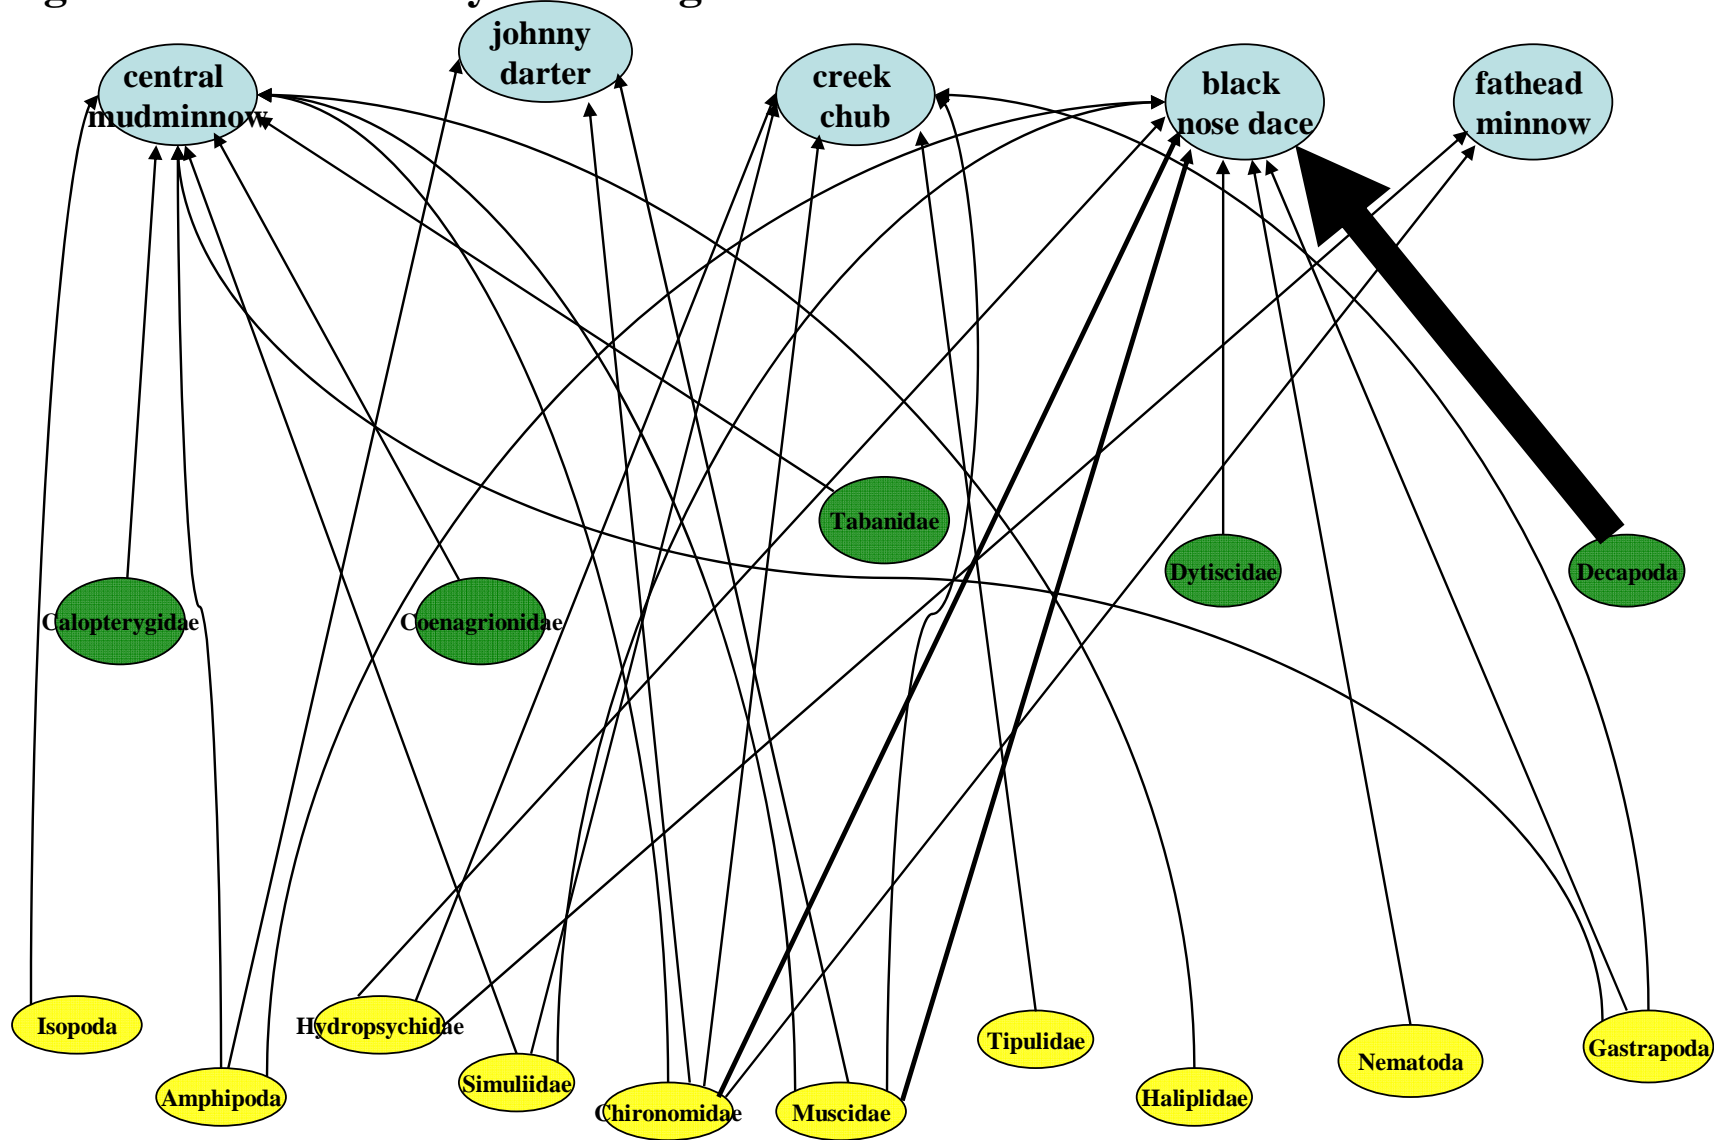 johnny
darter
central
mudminnow
creek
chub
black
nose dace
fathead
minnow
Tabanidae
Dytiscidae
Decapoda
Calopterygidae
Coenagrionidae
Isopoda
Hydropsychidae
Tipulidae
Nematoda
Gastrapoda
Amphipoda
Simuliidae
Chironomidae
Muscidae
Haliplidae